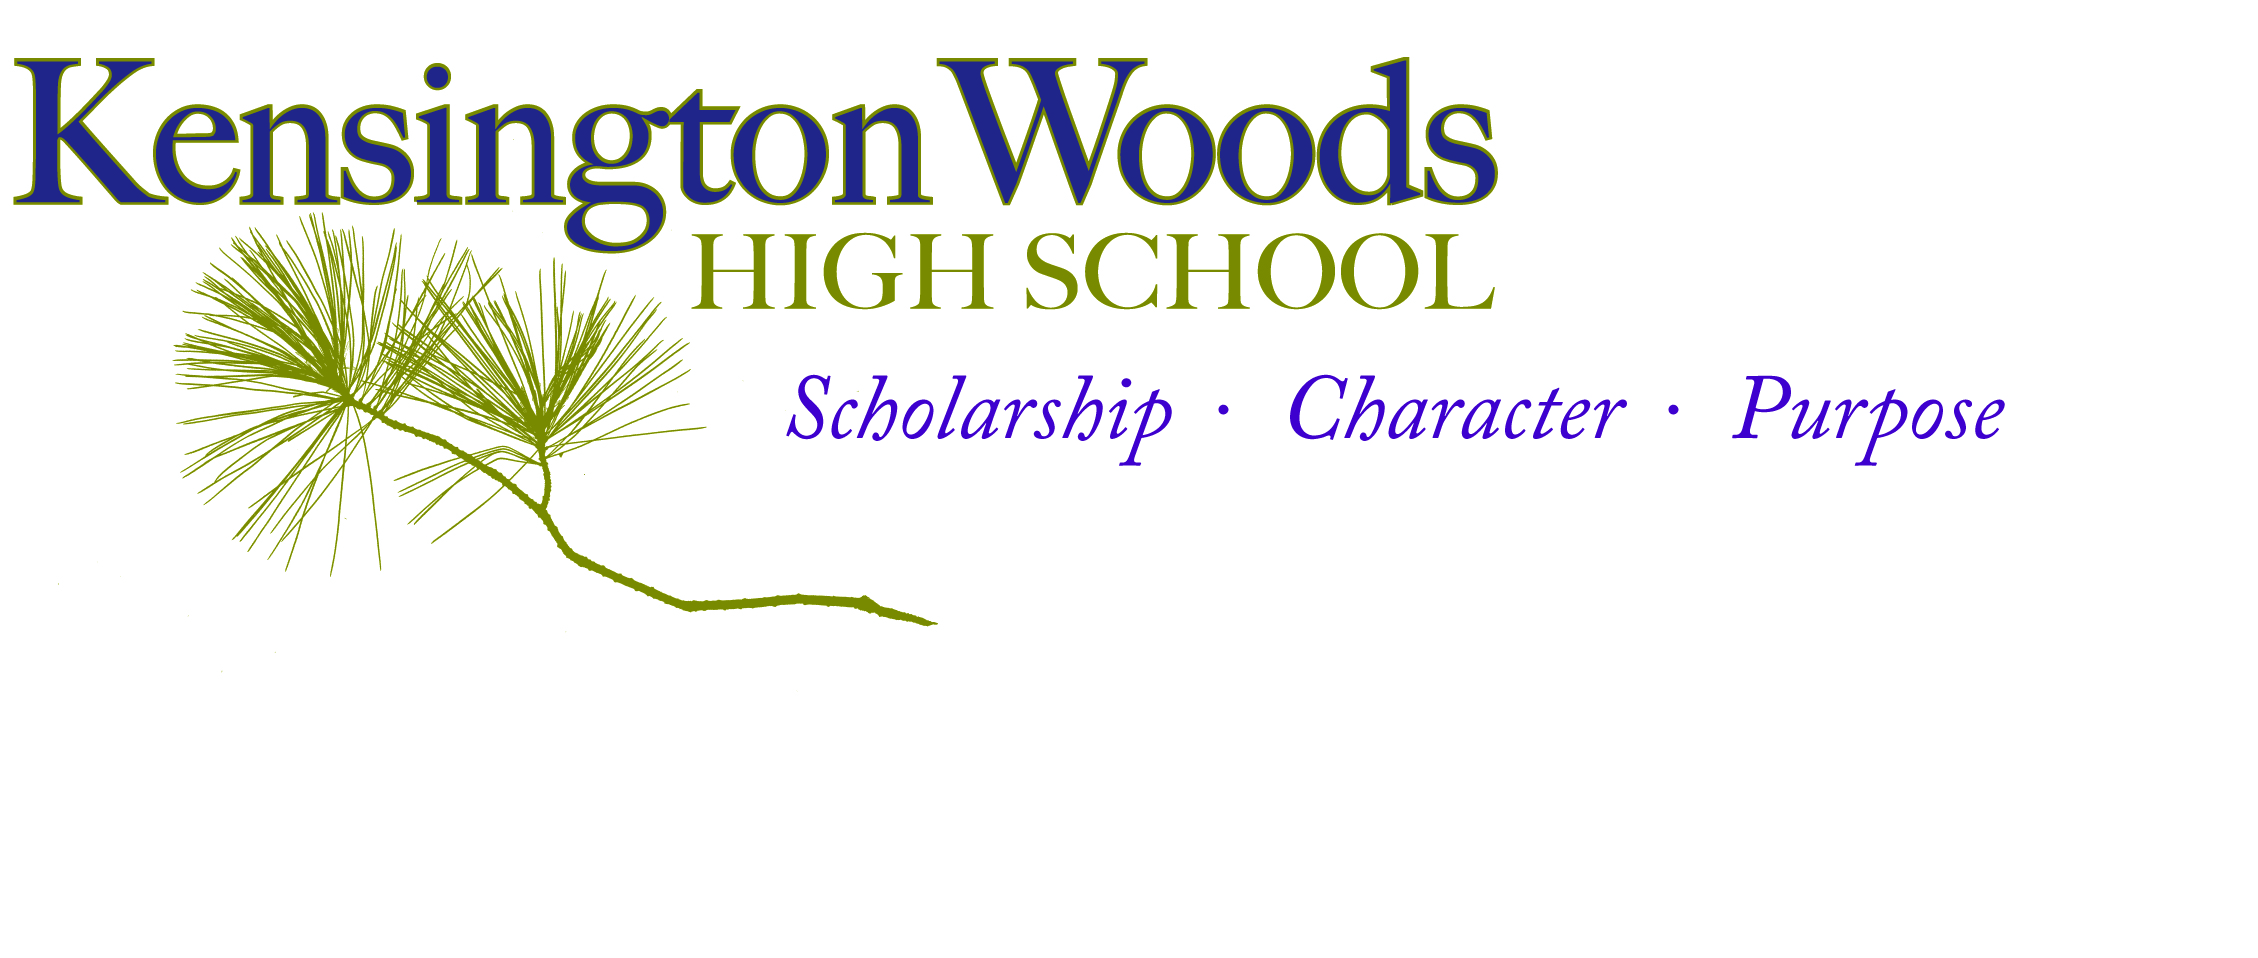 Kensington Woods
HIGH SCHOOL
Scholarship · Character · Purpose